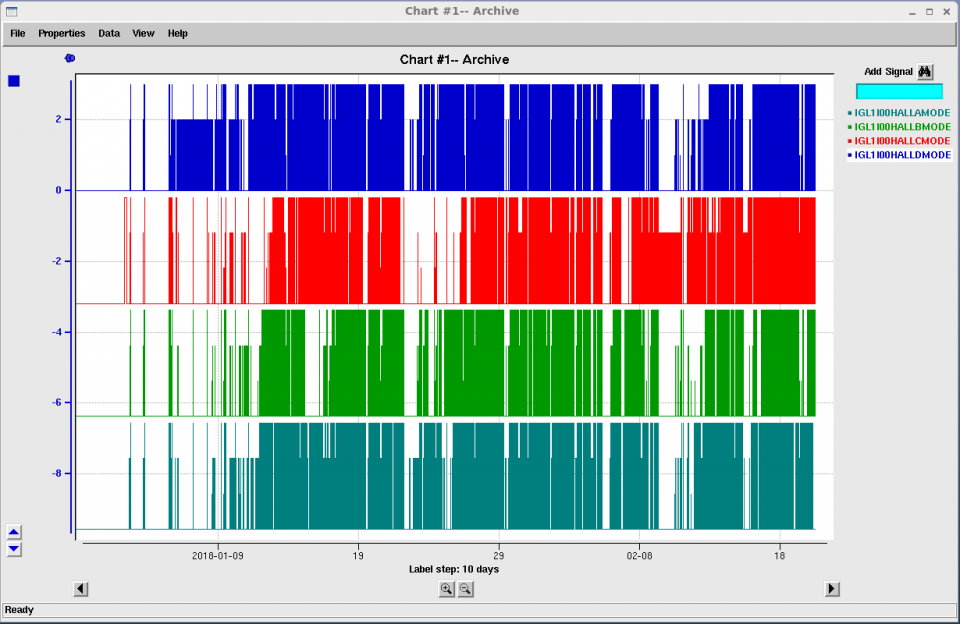 Chart #1-- Archive
File Properties Data View Help
Chart #1-- Archive
Add Signal
IGL1I00HALLAMODE
IGL1I00HALLBMODE
IGL1I00HALLCMODE
IGL1I00HALLDMODE
2
0
-2
-4
-6
-8
2018-01-09 19 29 02-08 18
Label step: 10 days
Ready